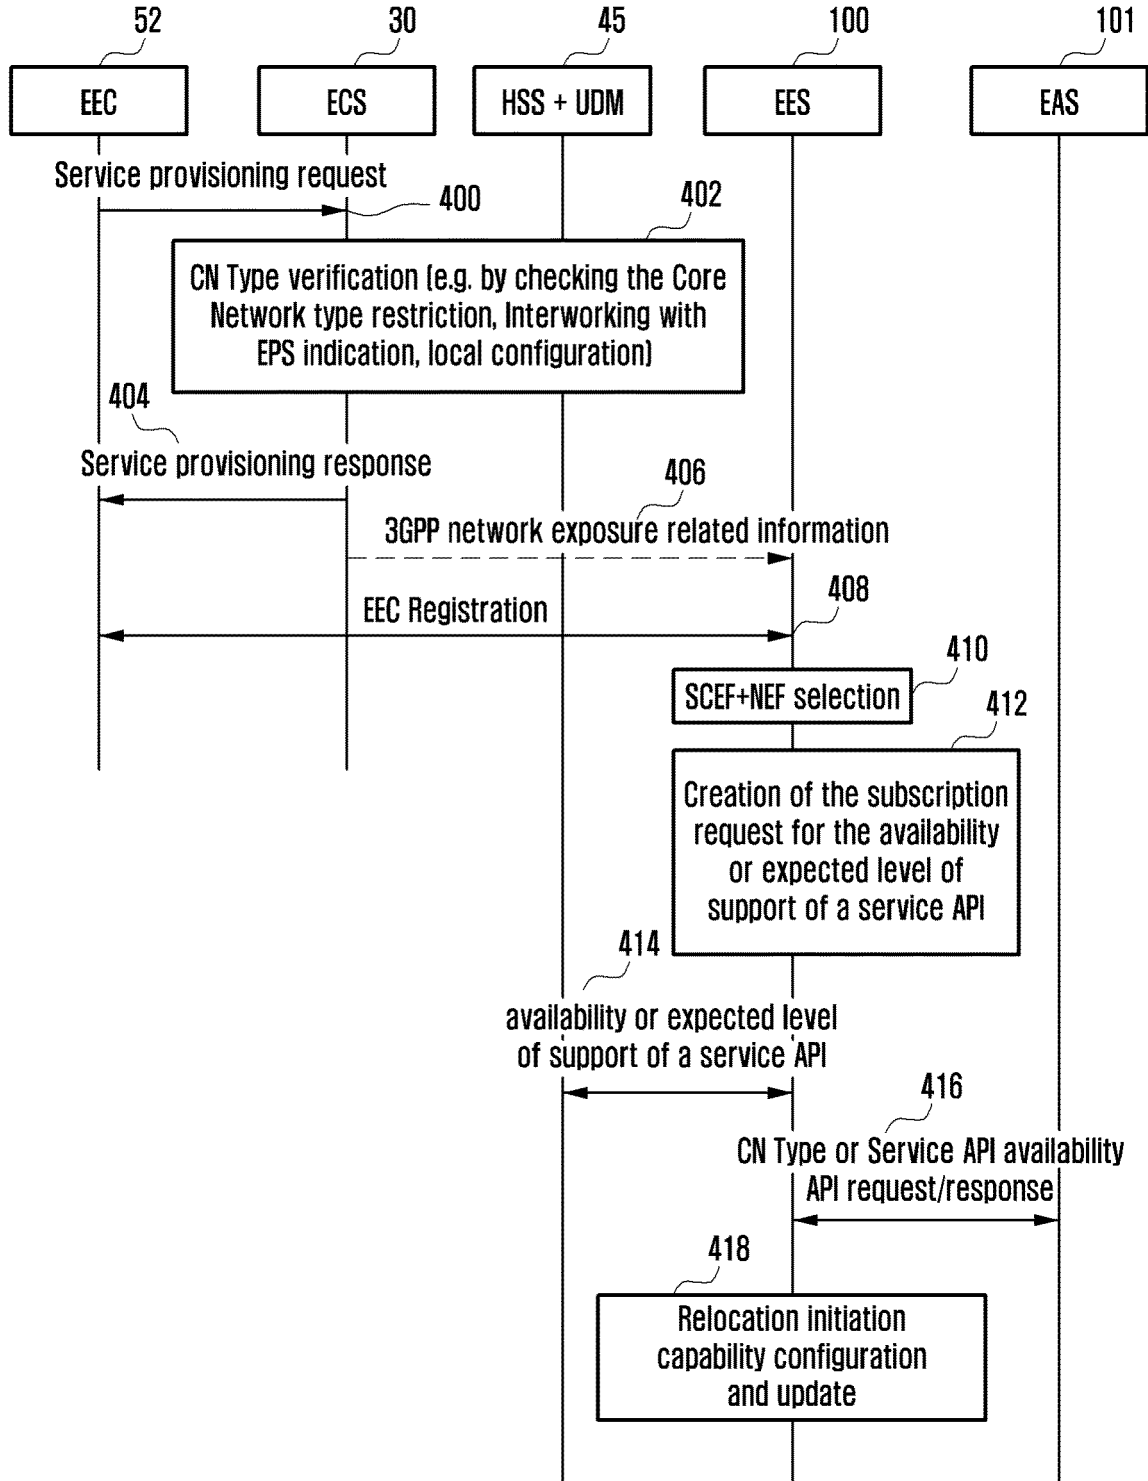 52
30
45
100
101
EEC
ECS
HSS + UDM
EES
EAS
Service provisioning request
400
402
CN Type verification (e.g. by checking the Core
Network type restriction, Interworking with
EPS indication, local configuration)
404
Service provisioning response
406
3GPP network exposure related information
408
EEC Registration
410
SCEF+NEF selection
412
Creation of the subscription
request for the availability
or expected level of
support of a service API
414
availability or expected level
of support of a service API
416
CN Type or Service API availability
API request/response
418
Relocation initiation
capability configuration
and update